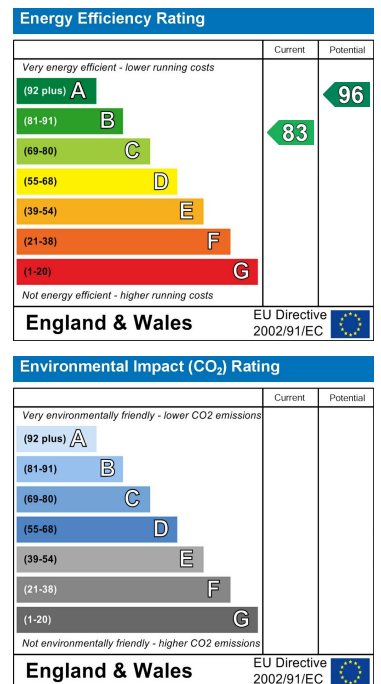 Energy Efficiency Rating
Current Potential
Very energy efficient - lower running costs
(92 plus) A
96
(81-91) B
83
(69-80) C
(55-68) D
(39-54) E
(21-38) F
(1-20) G
Not energy efficient - higher running costs
England & Wales
EU Directive
2002/91/EC
Environmental Impact (CO₂) Rating
Current Potential
Very environmentally friendly - lower CO2 emissions
(92 plus) A
(81-91) B
(69-80) C
(55-68) D
(39-54) E
(21-38) F
(1-20) G
Not environmentally friendly - higher CO2 emissions
England & Wales
EU Directive
2002/91/EC